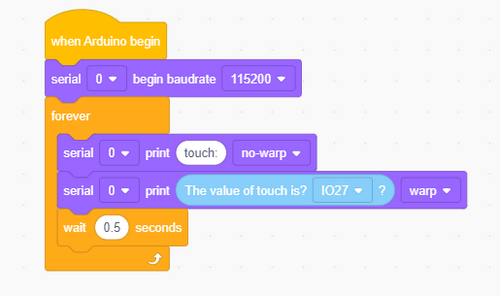 when Arduino begin
serial 0 begin baudrate 115200
forever
serial 0 print touch: no-warp
serial 0 print The value of touch is? IO27 ? warp
wait 0.5 seconds